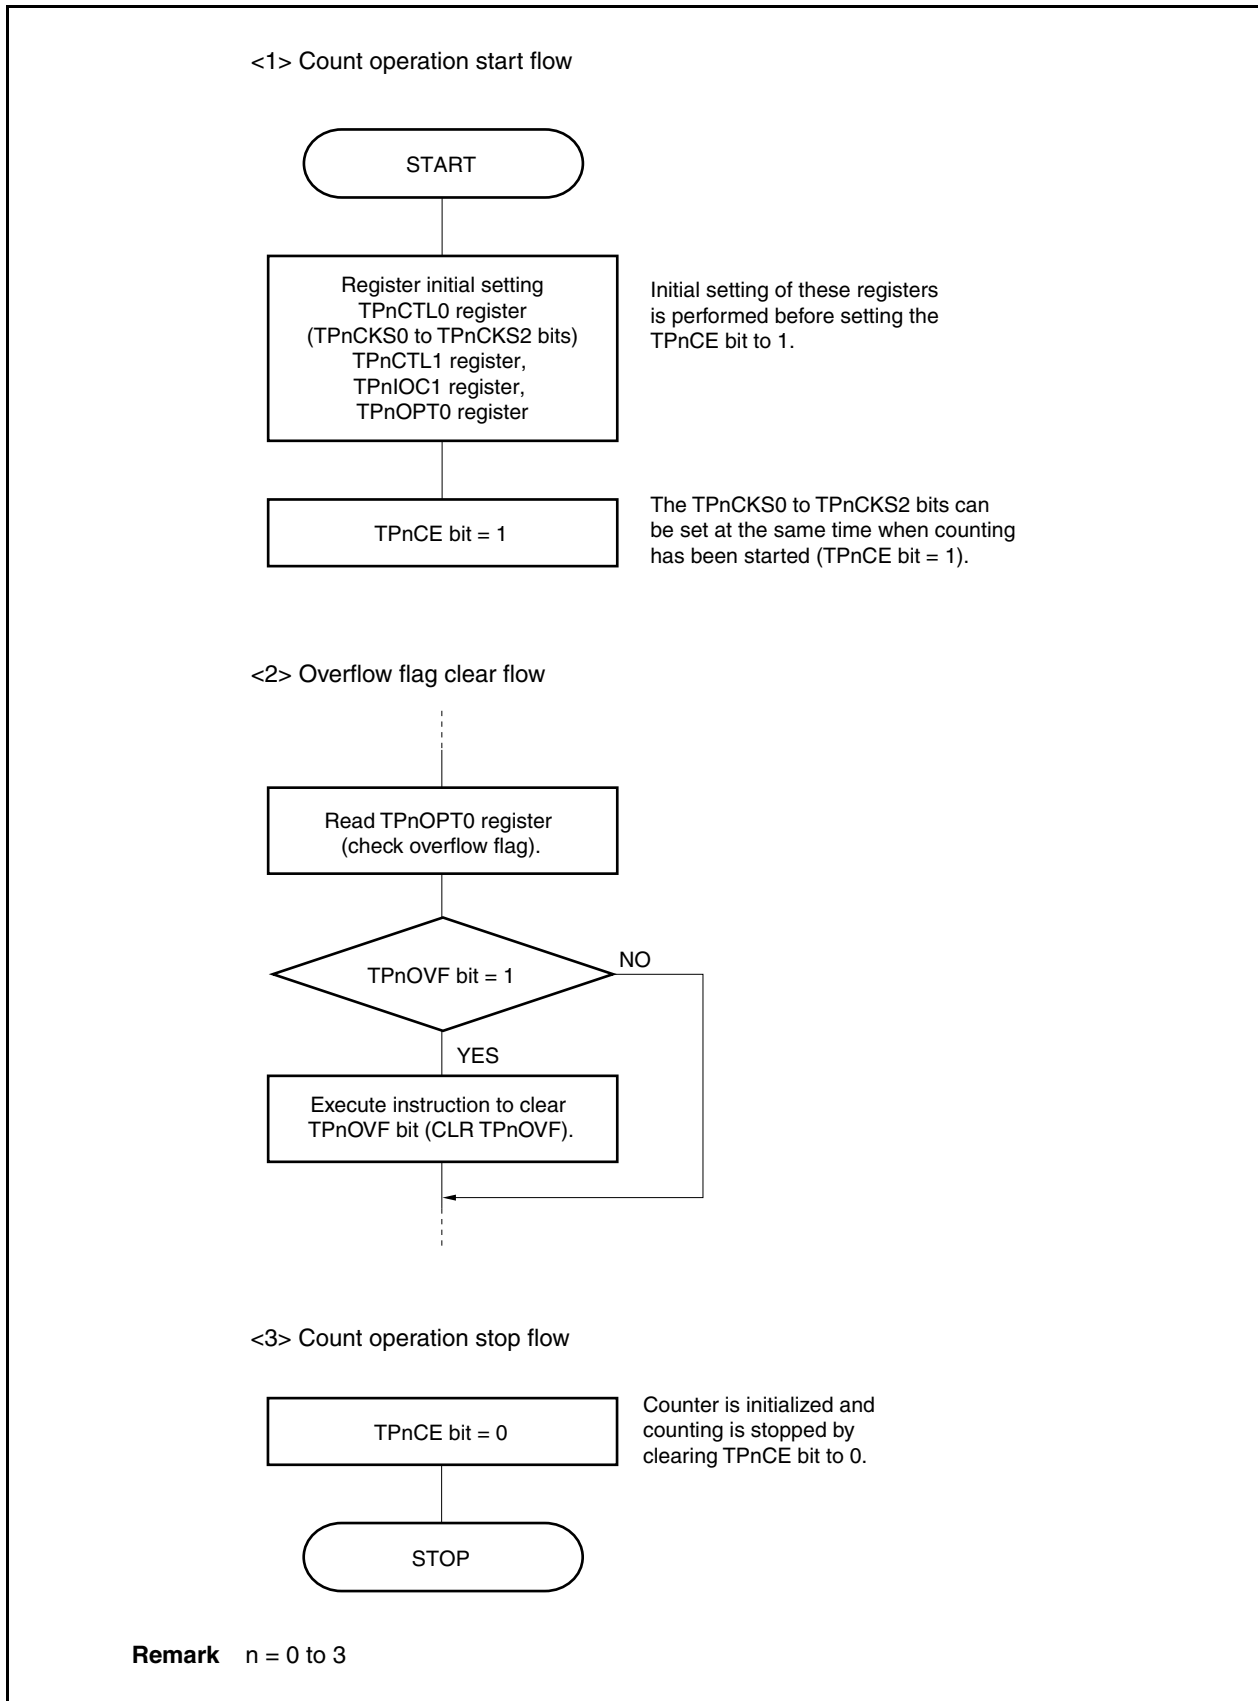 <1> Count operation start flow
START
Register initial setting
TPnCTL0 register
(TPnCKS0 to TPnCKS2 bits)
TPnCTL1 register,
TPnIOC1 register,
TPnOPT0 register
Initial setting of these registers
is performed before setting the
TPnCE bit to 1.
TPnCE bit = 1
The TPnCKS0 to TPnCKS2 bits can
be set at the same time when counting
has been started (TPnCE bit = 1).
<2> Overflow flag clear flow
Read TPnOPT0 register
(check overflow flag).
TPnOVF bit = 1
NO
YES
Execute instruction to clear
TPnOVF bit (CLR TPnOVF).
<3> Count operation stop flow
TPnCE bit = 0
Counter is initialized and
counting is stopped by
clearing TPnCE bit to 0.
STOP
Remark n = 0 to 3